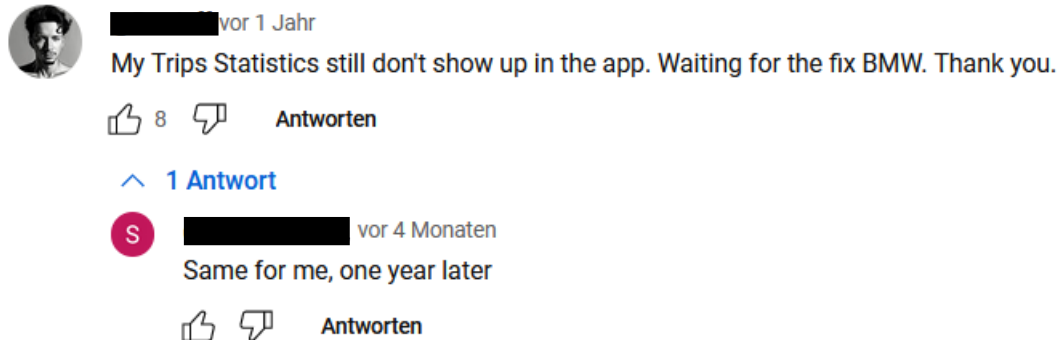 vor 1 Jahr
My Trips Statistics still don't show up in the app. Waiting for the fix BMW. Thank you.
8 Antworten
1 Antwort
S vor 4 Monaten
Same for me, one year later
Antworten